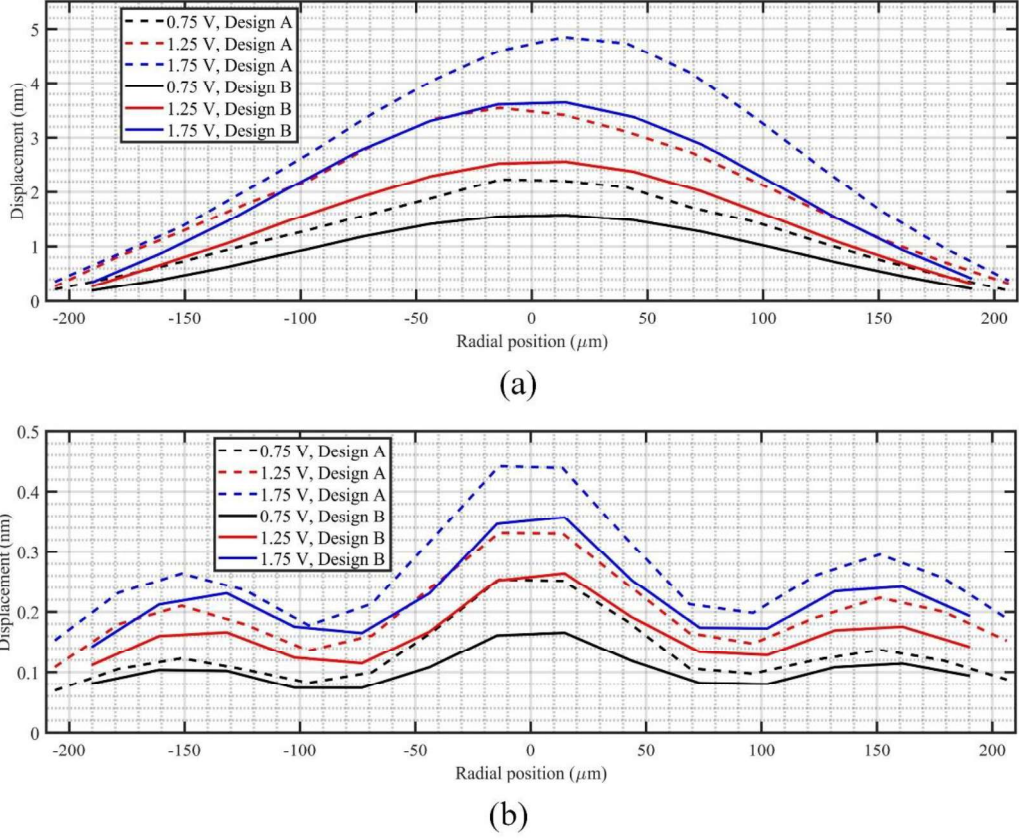 5
4
3
2
1
0
Displacement (nm)
0.75 V, Design A
1.25 V, Design A
1.75 V, Design A
0.75 V, Design B
1.25 V, Design B
1.75 V, Design B
-200
-150
-100
-50
0
50
100
150
200
Radial position (μm)
(a)
0.5
0.4
0.3
0.2
0.1
0
Displacement (nm)
0.75 V, Design A
1.25 V, Design A
1.75 V, Design A
0.75 V, Design B
1.25 V, Design B
1.75 V, Design B
-200
-150
-100
-50
0
50
100
150
200
Radial position (μm)
(b)